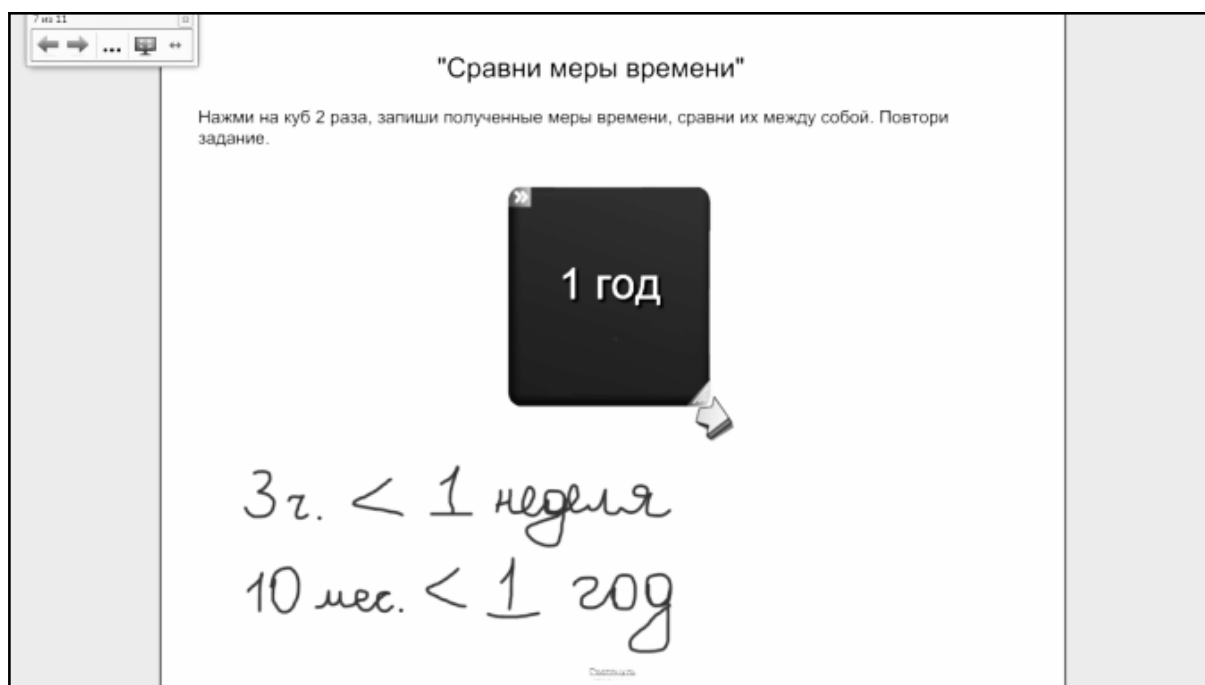 7 из 11
"Сравни меры времени"
Нажми на куб 2 раза, запиши полученные меры времени, сравни их между собой. Повтори
задание.
1 год
3 ч. < 1 неделя
10 мес. < 1 год